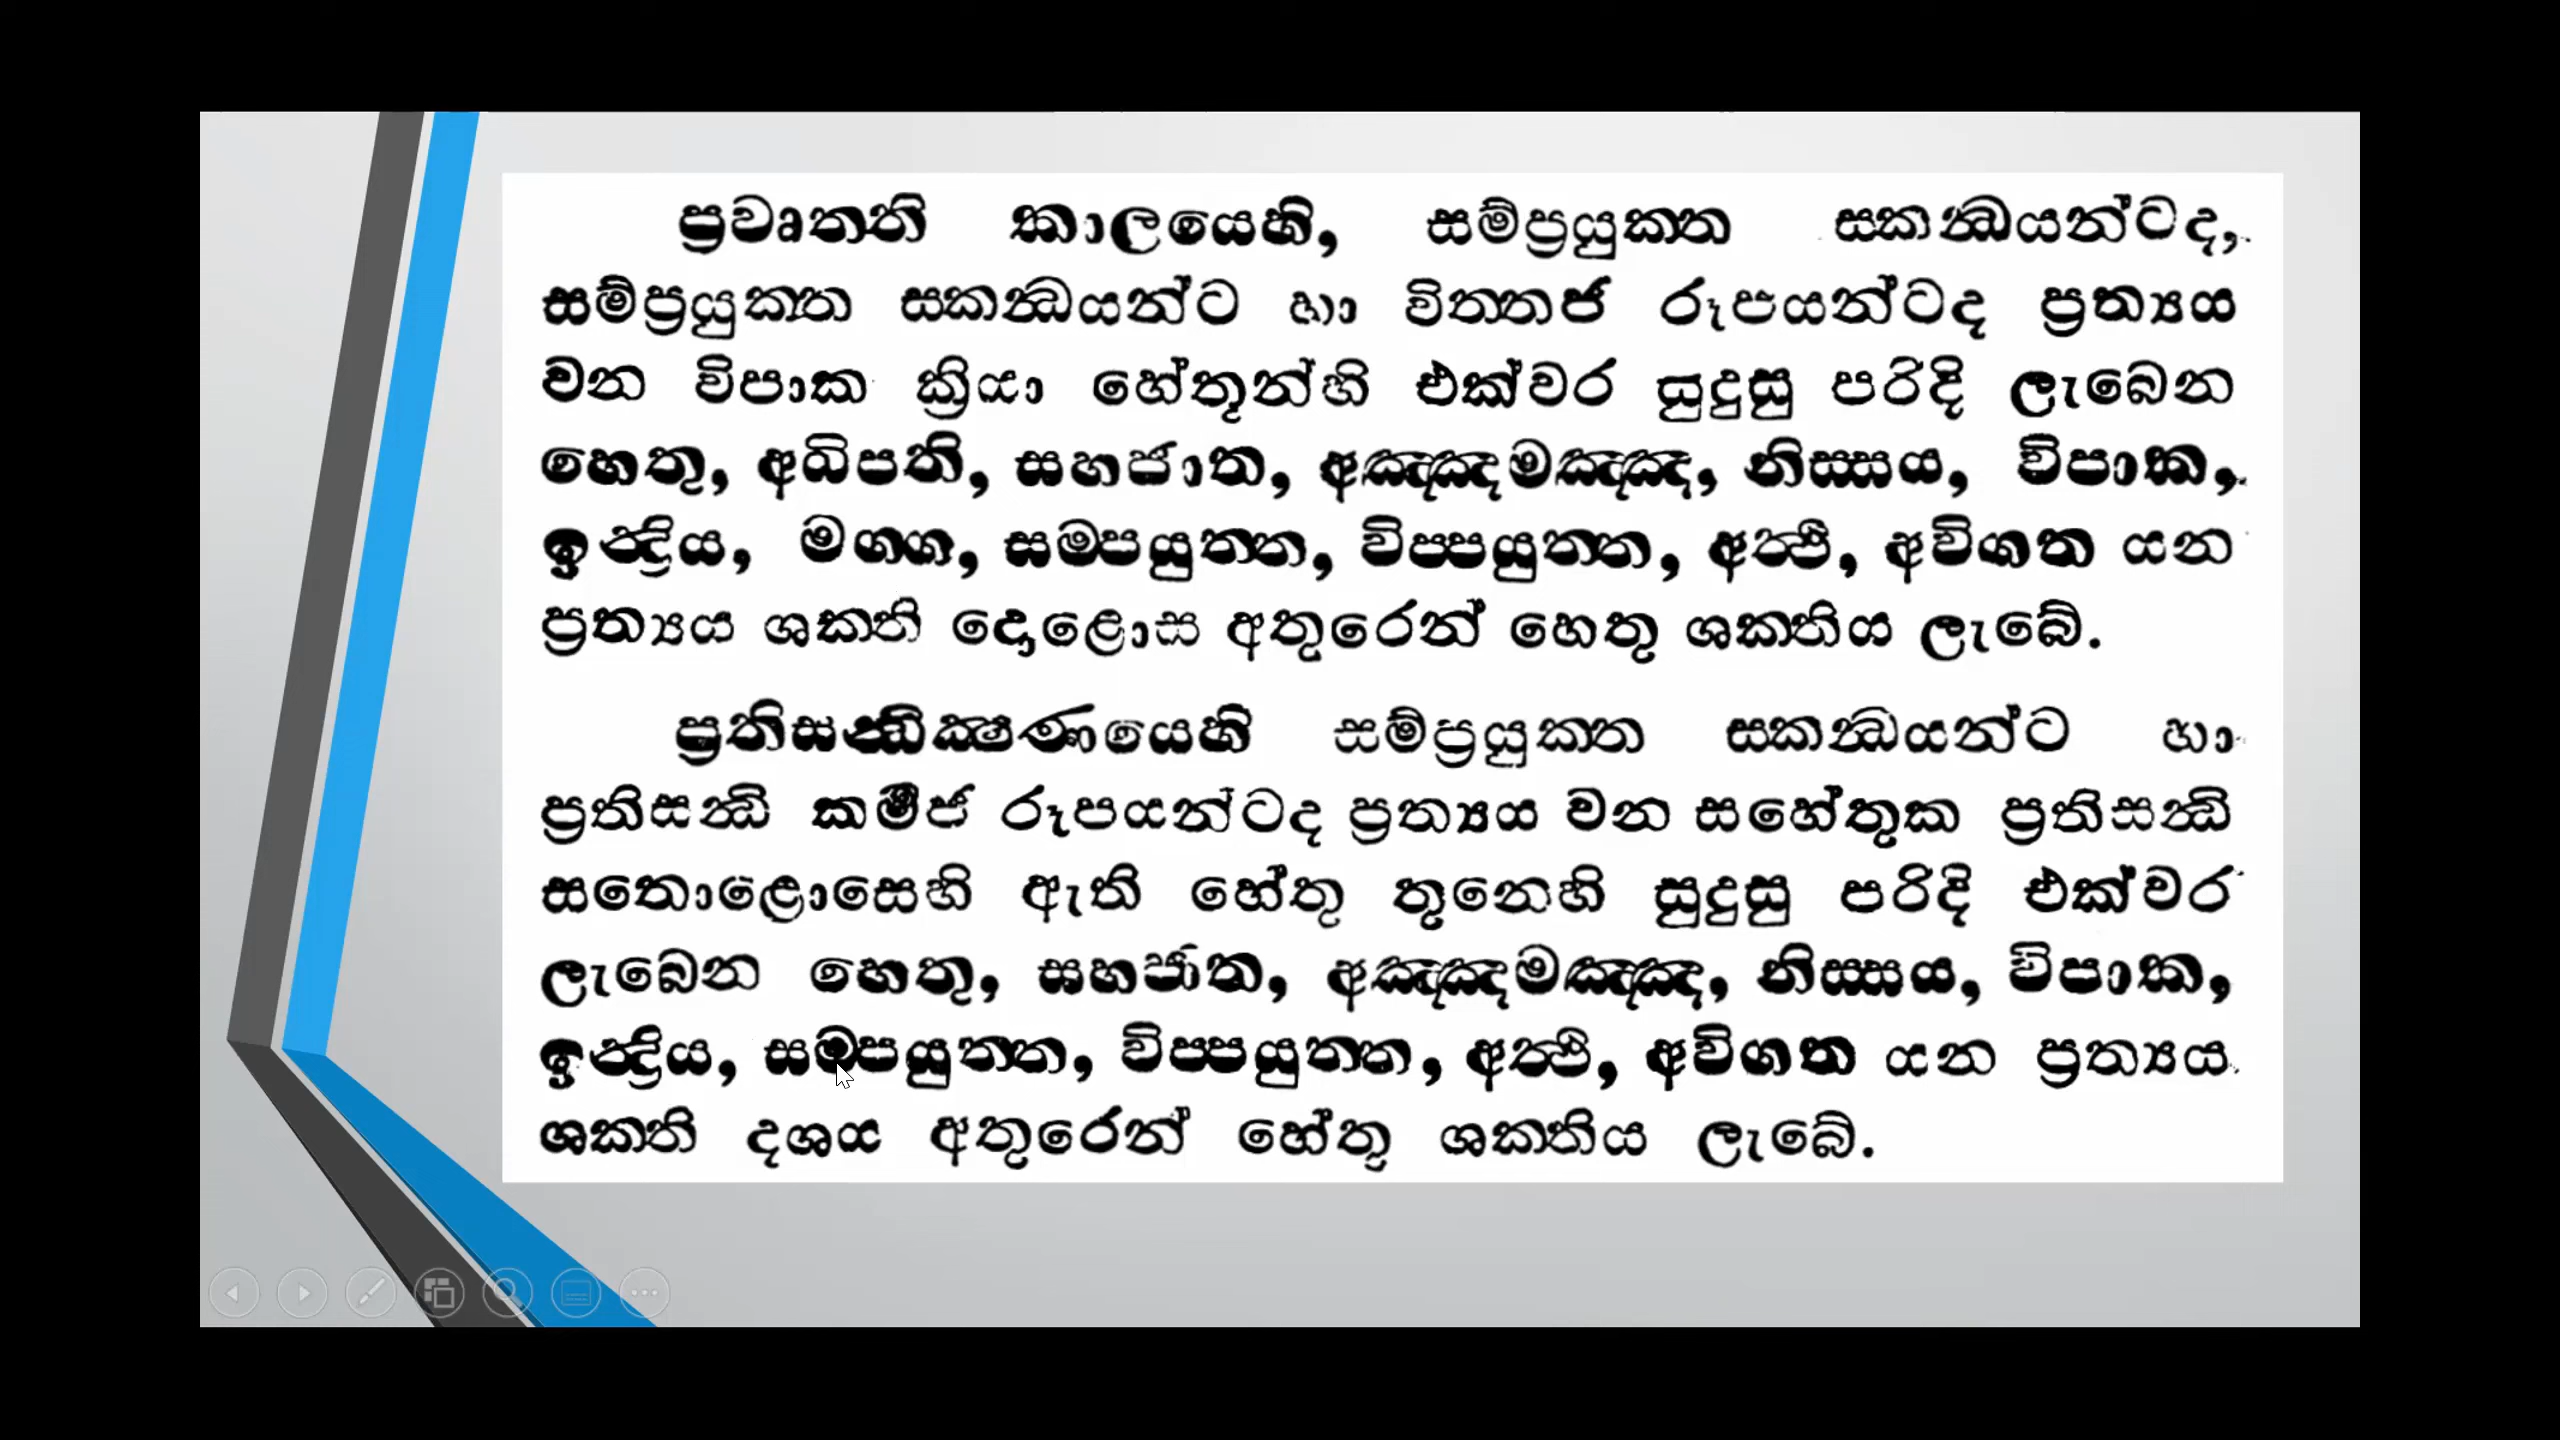 ප්‍රවෘත්ති කාලයෙහි, සම්ප්‍රයුක්ත ස්කන්ධයන්ටද,
සම්ප්‍රයුක්ත ස්කන්ධයන්ට හා චිත්තජ රූපයන්ටද ප්‍රත්‍යය
වන විපාක ක්‍රියා හේතූන්හි එක්වර සුදුසු පරිදි ලැබෙන
හෙතු, අධිපති, සහජාත, අඤ්ඤමඤ්ඤ, නිස්සය, විපාක,
ඉන්ද්‍රිය, මග්ග, සම්පයුත්ත, විප්පයුත්ත, අත්ථි, අවිගත යන
ප්‍රත්‍යය ශක්ති දොළොස අතුරෙන් හෙතු ශක්තිය ලැබේ.
ප්‍රතිසන්ධික්ෂණයෙහි සම්ප්‍රයුක්ත ස්කන්ධයන්ට හා
ප්‍රතිසන්ධි කර්මජ රූපයන්ටද ප්‍රත්‍යය වන සහේතුක ප්‍රතිසන්ධි
සතොළොසෙහි ඇති හේතු තුනෙහි සුදුසු පරිදි එක්වර
ලැබෙන හෙතු, සහජාත, අඤ්ඤමඤ්ඤ, නිස්සය, විපාක,
ඉන්ද්‍රිය, සම්පයුත්ත, විප්පයුත්ත, අත්ථි, අවිගත යන ප්‍රත්‍යය
ශක්ති දශය අතුරෙන් හේතු ශක්තිය ලැබේ.